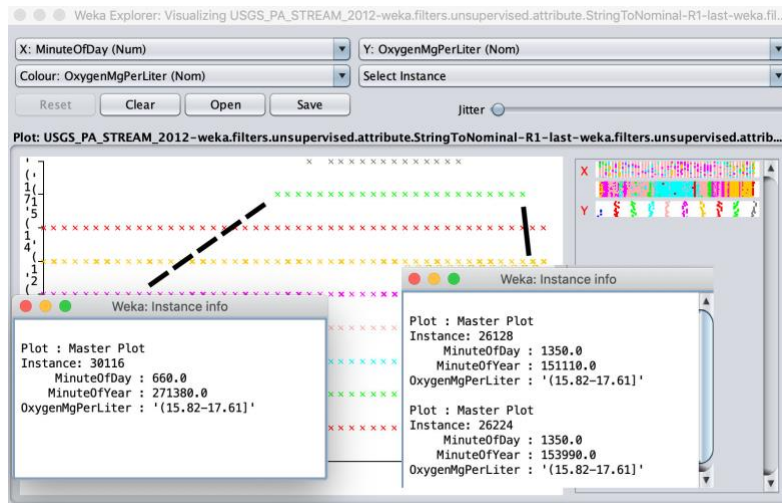 Weka Explorer: Visualizing USGS_PA_STREAM_2012-weka.filters.unsupervised.attribute.StringToNominal-R1-last-weka.fil...
X: MinuteOfDay (Num)
Y: OxygenMgPerLiter (Nom)
Colour: OxygenMgPerLiter (Nom)
Select Instance
Reset
Clear
Open
Save
Jitter
Plot: USGS_PA_STREAM_2012-weka.filters.unsupervised.attribute.StringToNominal-R1-last-weka.filters.unsupervised.attrib...
X
Y
Weka: Instance info
Plot : Master Plot
Instance: 30116
MinuteOfDay : 660.0
MinuteOfYear : 271380.0
OxygenMgPerLiter : '(15.82-17.61]'
Weka: Instance info
Plot : Master Plot
Instance: 26128
MinuteOfDay : 1350.0
MinuteOfYear : 151110.0
OxygenMgPerLiter : '(15.82-17.61]'
Plot : Master Plot
Instance: 26224
MinuteOfDay : 1350.0
MinuteOfYear : 153990.0
OxygenMgPerLiter : '(15.82-17.61]'